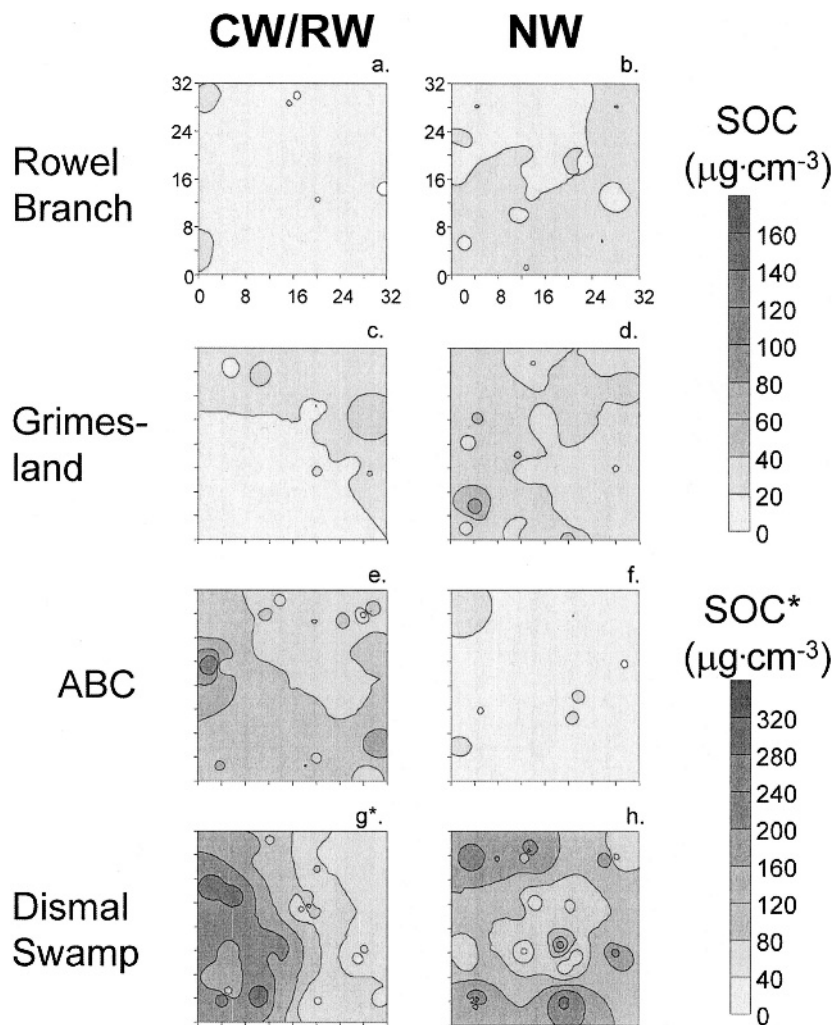 CW/RW NW
a. b.
32
24
16
8
0
0 8 16 24 32
0 8 16 24 32
Rowel
Branch
SOC
(µg·cm-3)
160
140
120
100
80
60
40
20
0
c. d.
Grimes-
land
e. f.
ABC
SOC*
(µg·cm-3)
320
280
240
200
160
120
80
40
0
g*. h.
Dismal
Swamp